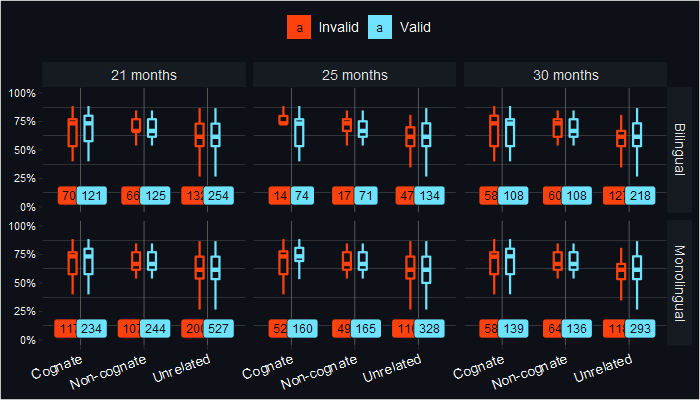 a Invalid a Valid
21 months 25 months 30 months
100%
75%
50%
25%
0%
Bilingual
70 121 66 125 132 254 14 74 17 71 47 134 58 108 60 108 127 218
100%
75%
50%
25%
0%
Monolingual
117 234 107 244 200 527 52 160 49 165 110 328 58 139 64 136 118 293
Cognate Non-cognate Unrelated Cognate Non-cognate Unrelated Cognate Non-cognate Unrelated